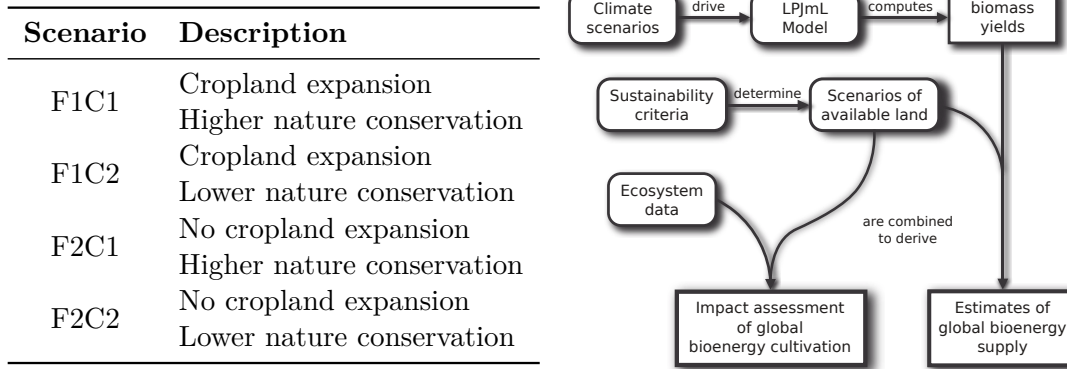 Scenario Description
F1C1
Cropland expansion
Higher nature conservation
F1C2
Cropland expansion
Lower nature conservation
F2C1
No cropland expansion
Higher nature conservation
F2C2
No cropland expansion
Lower nature conservation
Climate
scenarios
drive
LPJmL
Model
computes
biomass
yields
Sustainability
criteria
determine
Scenarios of
available land
Ecosystem
data
are combined
to derive
Impact assessment
of global
bioenergy cultivation
Estimates of
global bioenergy
supply